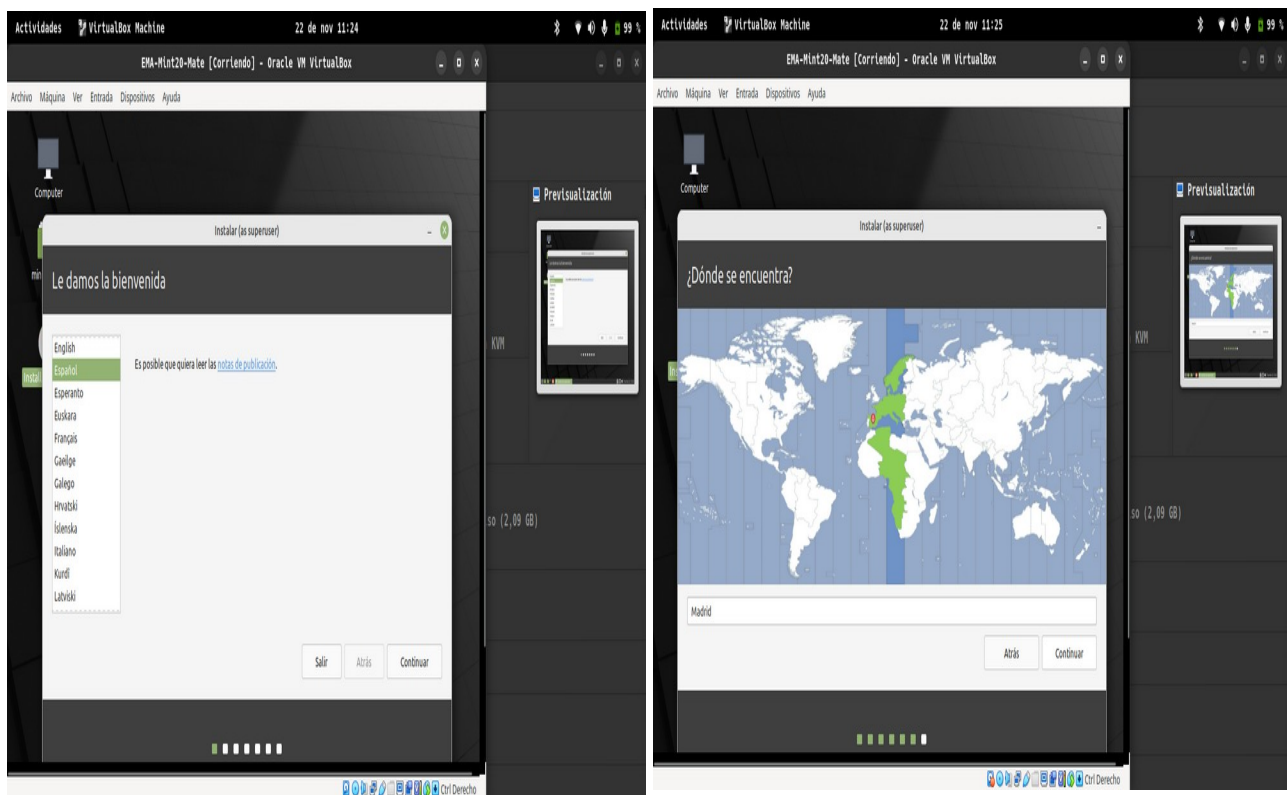 Actividades VirtualBox Machine 22 de nov 11:24 99 %
EMA-Mint20-Mate [Corriendo] - Oracle VM VirtualBox
Archivo Máquina Ver Entrada Dispositivos Ayuda
Computer
Previsualización
Instalar (as superuser)
min
Le damos la bienvenida
English
Español
Esperanto
Euskara
Français
Gaeilge
Galego
Hrvatski
Íslenska
Italiano
Kurdî
Latviski
Es posible que quiera leer las notas de publicación.
Instal
KVM
so (2,09 GB)
Salir Atrás Continuar
Ctrl Derecho
Actividades VirtualBox Machine 22 de nov 11:25 99 %
EMA-Mint20-Mate [Corriendo] - Oracle VM VirtualBox
Archivo Máquina Ver Entrada Dispositivos Ayuda
Computer
Previsualización
Instalar (as superuser)
¿Dónde se encuentra?
KVM
In
so (2,09 GB)
Madrid
Atrás Continuar
Ctrl Derecho